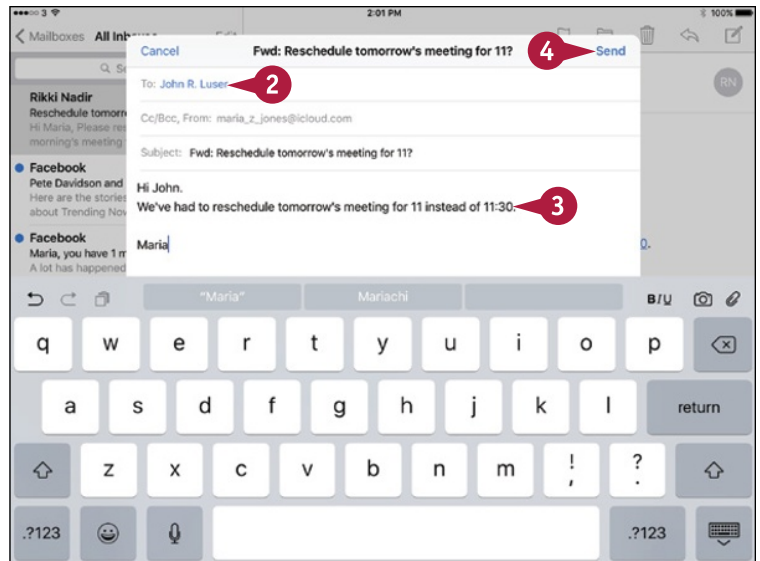 2:01 PM
100%
Mailboxes All
Cancel Fwd: Reschedule tomorrow's meeting for 11? 4 Send
To: John R. Luser 2
RN
Rikki Nadir
Reschedule
Hi Maria, Please
morning's meeting
Cc/Bcc, From: maria_z_jones@icloud.com
Subject: Fwd: Reschedule tomorrow's meeting for 11?
Facebook
Pete Davidson and
Here are the stories
about Trending
Hi John.
We've had to reschedule tomorrow's meeting for 11 instead of 11:30. 3
Maria
Facebook
Maria, you have 1
A lot has happened
0.
"Maria" Mariachi B I U
q w e r t y u i o p
a s d f g h j k l return
z x c v b n m ! , ? .
.?123 .?123